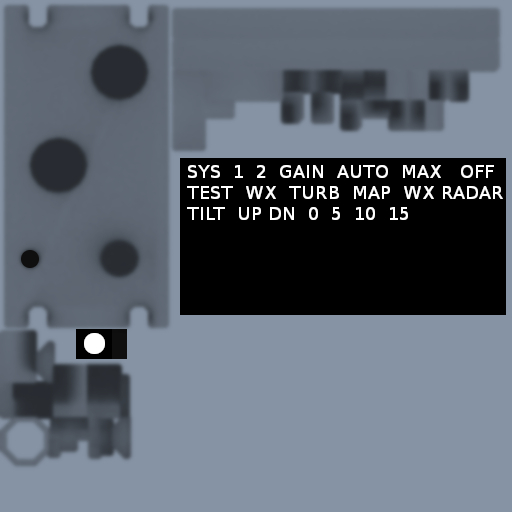 SYS 1 2 GAIN AUTO MAX OFF
TEST WX TURB MAP WX RADAR
TILT UP DN 0 5 10 15